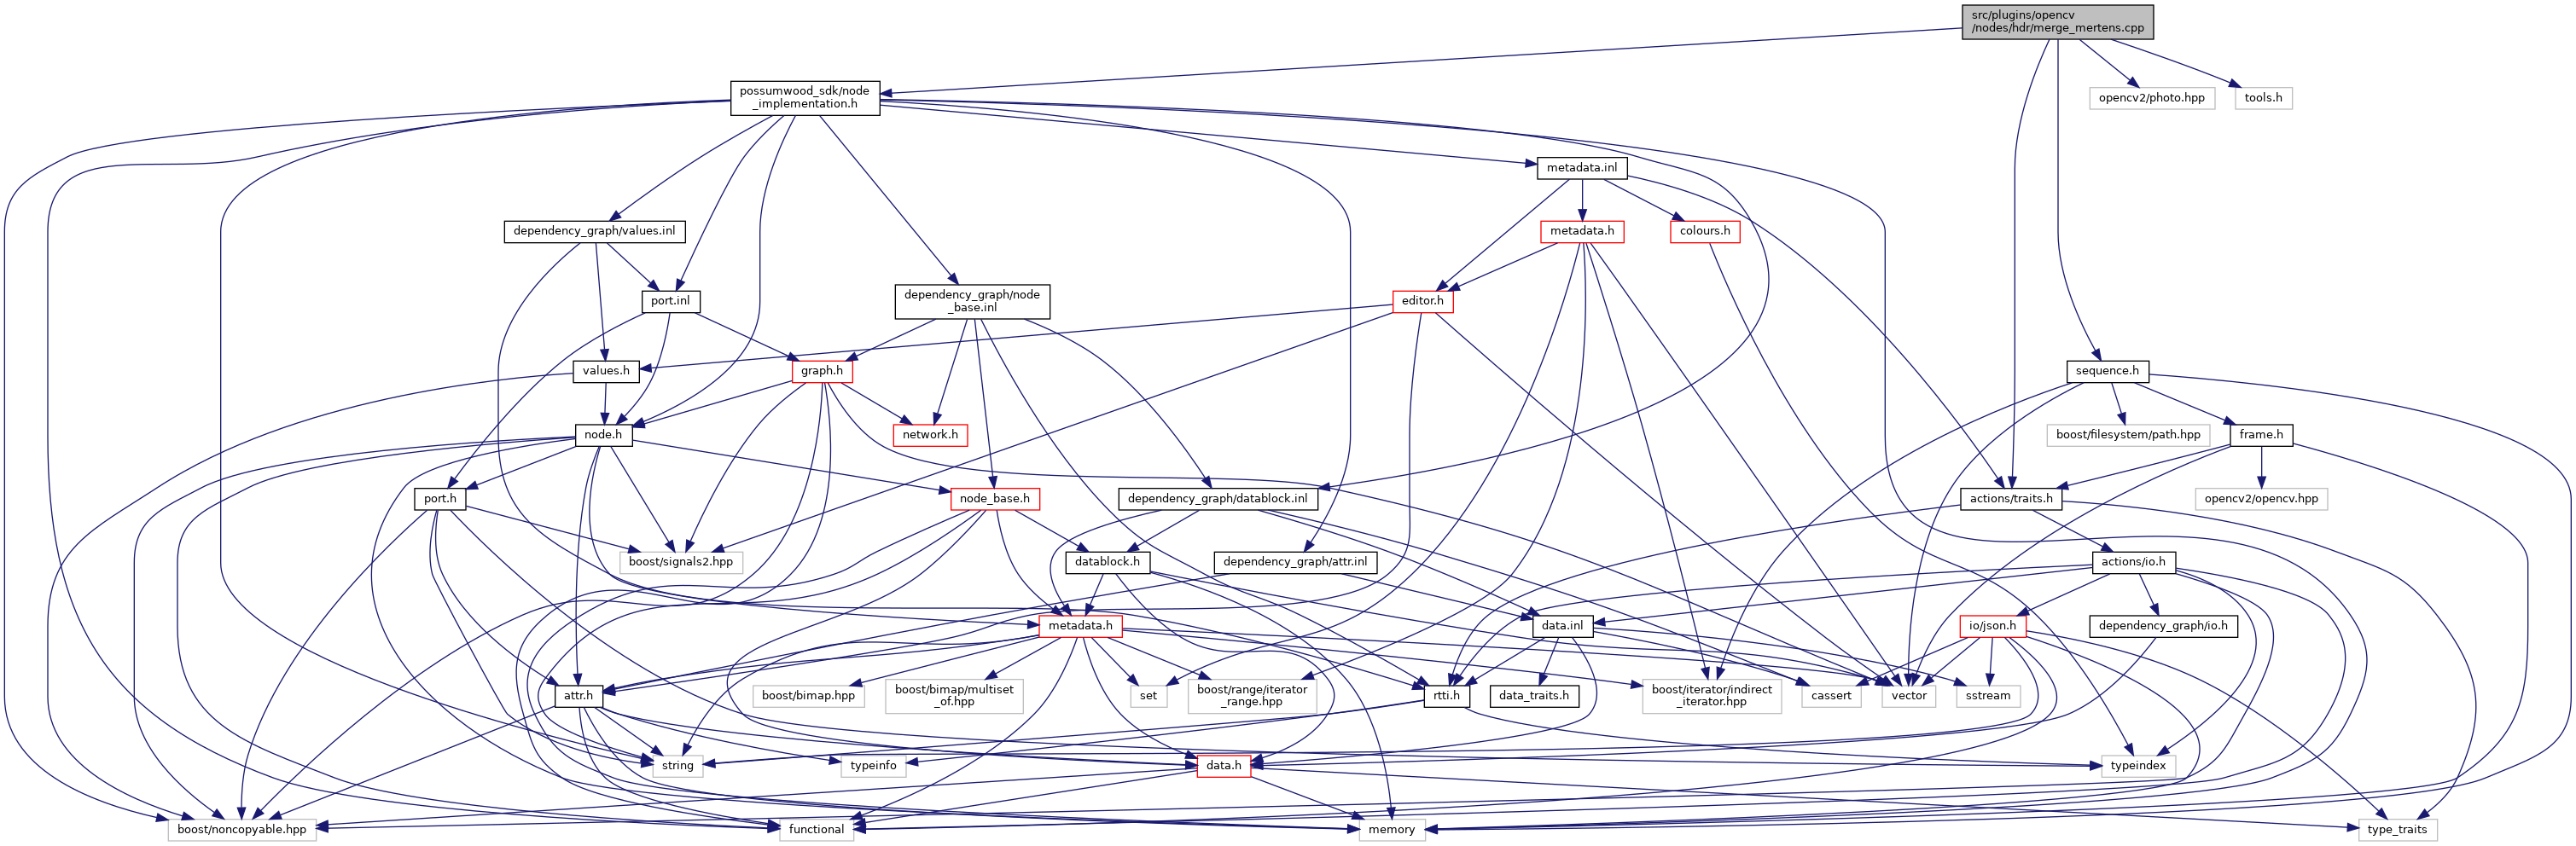 src/plugins/opencv
/nodes/hdr/merge_mertens.cpp
possumwood_sdk/node
_implementation.h
opencv2/photo.hpp
tools.h
metadata.inl
dependency_graph/values.inl
metadata.h
colours.h
port.inl
dependency_graph/node
_base.inl
editor.h
values.h
graph.h
sequence.h
node.h
network.h
boost/filesystem/path.hpp
frame.h
port.h
node_base.h
dependency_graph/datablock.inl
actions/traits.h
opencv2/opencv.hpp
boost/signals2.hpp
datablock.h
dependency_graph/attr.inl
actions/io.h
metadata.h
data.inl
io/json.h
dependency_graph/io.h
attr.h
boost/bimap.hpp
boost/bimap/multiset
_of.hpp
set
boost/range/iterator
_range.hpp
rtti.h
data_traits.h
boost/iterator/indirect
_iterator.hpp
cassert
vector
sstream
string
typeinfo
data.h
typeindex
boost/noncopyable.hpp
functional
memory
type_traits